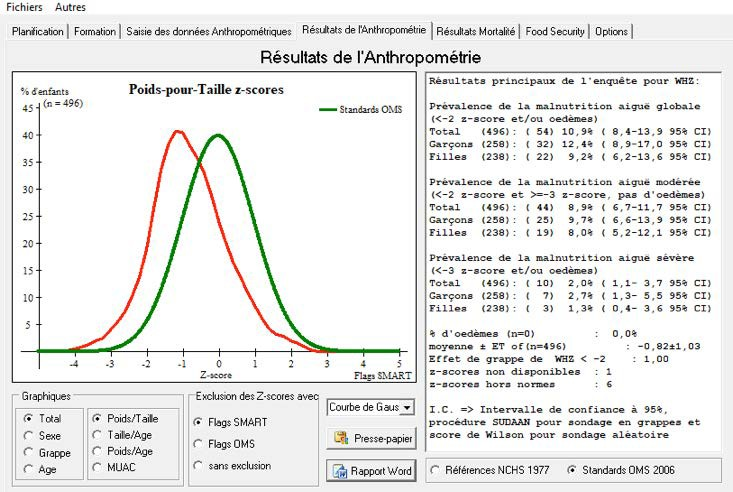 Fichiers Autres
Planification Formation Saisie des données Anthropométriques Résultats de l'Anthropométrie Résultats Mortalité Food Security Options
Résultats de l'Anthropométrie
% d'enfants
(n = 496)
Poids-pour-Taille z-scores
Standards OMS
45
40
35
30
25
20
15
10
5
-4 -3 -2 -1 0 1 2 3 4 5
Z-score
Flags SMART
Résultats principaux de l'enquête pour WHZ:
Prévalence de la malnutrition aiguë globale
(<-2 z-score et/ou oedèmes)
Total (496): ( 54) 10,9% ( 8,4-13,9 95% CI)
Garçons (258): ( 32) 12,4% ( 8,9-17,0 95% CI)
Filles (238): ( 22) 9,2% ( 6,2-13,6 95% CI)
Prévalence de la malnutrition aiguë modérée
(<-2 z-score et >=-3 z-score, pas d'oedèmes)
Total (496): ( 44) 8,9% ( 6,7-11,7 95% CI)
Garçons (258): ( 25) 9,7% ( 6,6-13,9 95% CI)
Filles (238): ( 19) 8,0% ( 5,2-12,1 95% CI)
Prévalence de la malnutrition aiguë sévère
(<-3 z-score et/ou oedèmes)
Total (496): ( 10) 2,0% ( 1,1- 3,7 95% CI)
Garçons (258): ( 7) 2,7% ( 1,3- 5,5 95% CI)
Filles (238): ( 3) 1,3% ( 0,4- 3,6 95% CI)
% d'oedèmes (n=0) : 0,0%
moyenne ± ET of(n=496) : -0,82±1,03
Effet de grappe de WHZ < -2 : 1,00
z-scores non disponibles : 1
z-scores hors normes : 6
I.C. => Intervalle de confiance à 95%,
procédure SUDAAN pour sondage en grappes et
score de Wilson pour sondage aléatoire
Graphiques
Total
Sexe
Grappe
Age
Poids/Taille
Taille/Age
Poids/Age
MUAC
Exclusion des Z-scores avec
Flags SMART
Flags OMS
sans exclusion
Courbe de Gaus
Presse-papier
Rapport Word
Références NCHS 1977 Standards OMS 2006